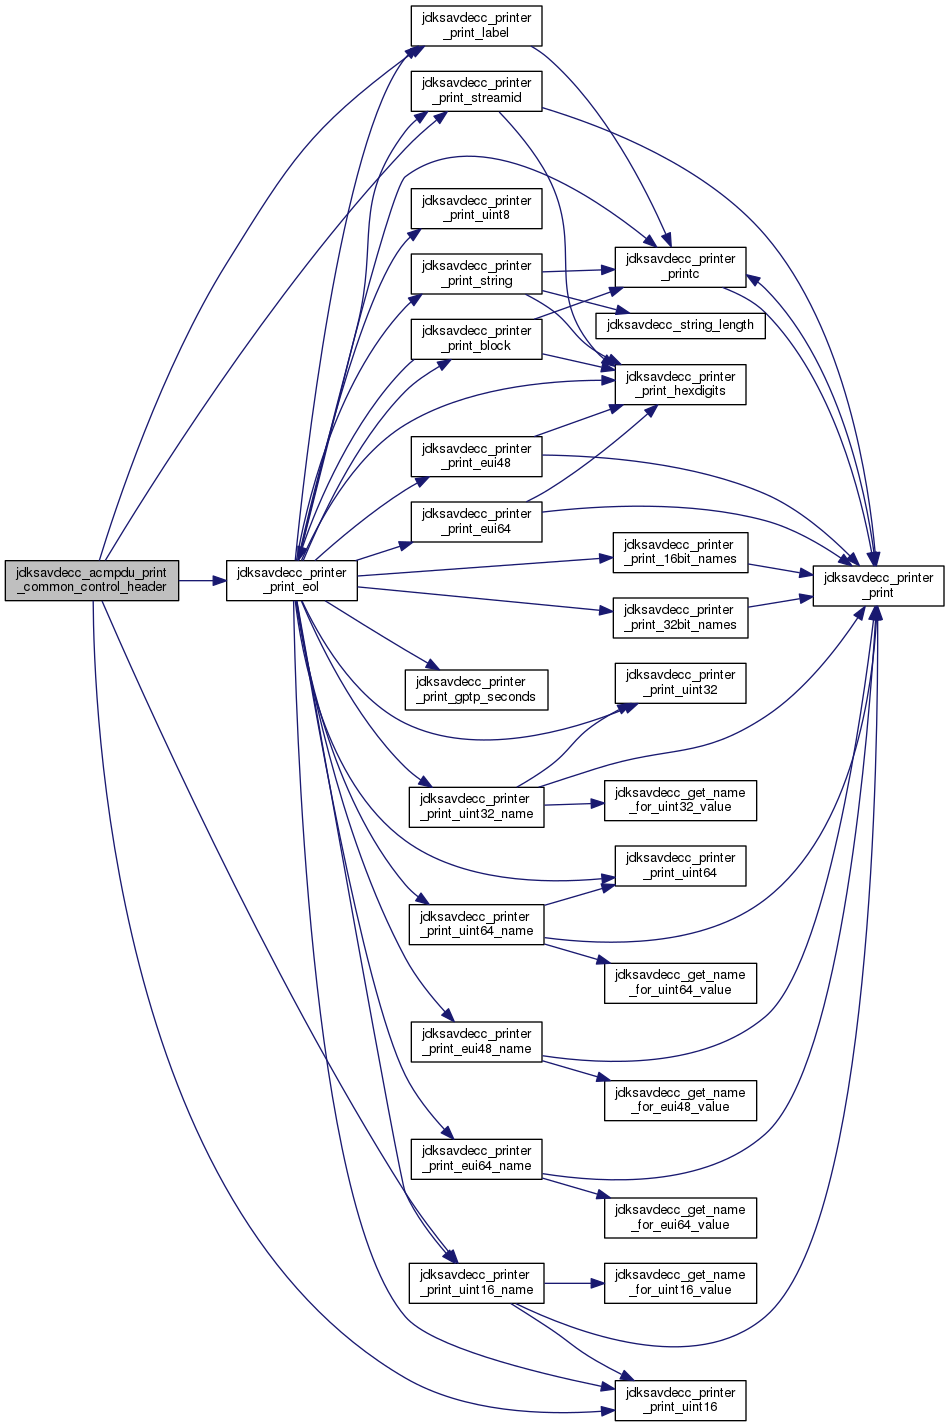 jdksavdecc_printer
_print_label
jdksavdecc_printer
_print_streamid
jdksavdecc_printer
_print_uint8
jdksavdecc_printer
_print_string
jdksavdecc_printer
_printc
jdksavdecc_string_length
jdksavdecc_printer
_print_block
jdksavdecc_printer
_print_hexdigits
jdksavdecc_printer
_print_eui48
jdksavdecc_printer
_print_eui64
jdksavdecc_printer
_print_16bit_names
jdksavdecc_acmpdu_print
_common_control_header
jdksavdecc_printer
_print_eol
jdksavdecc_printer
_print
jdksavdecc_printer
_print_32bit_names
jdksavdecc_printer
_print_gptp_seconds
jdksavdecc_printer
_print_uint32
jdksavdecc_printer
_print_uint32_name
jdksavdecc_get_name
_for_uint32_value
jdksavdecc_printer
_print_uint64
jdksavdecc_printer
_print_uint64_name
jdksavdecc_get_name
_for_uint64_value
jdksavdecc_printer
_print_eui48_name
jdksavdecc_get_name
_for_eui48_value
jdksavdecc_printer
_print_eui64_name
jdksavdecc_get_name
_for_eui64_value
jdksavdecc_printer
_print_uint16_name
jdksavdecc_get_name
_for_uint16_value
jdksavdecc_printer
_print_uint16